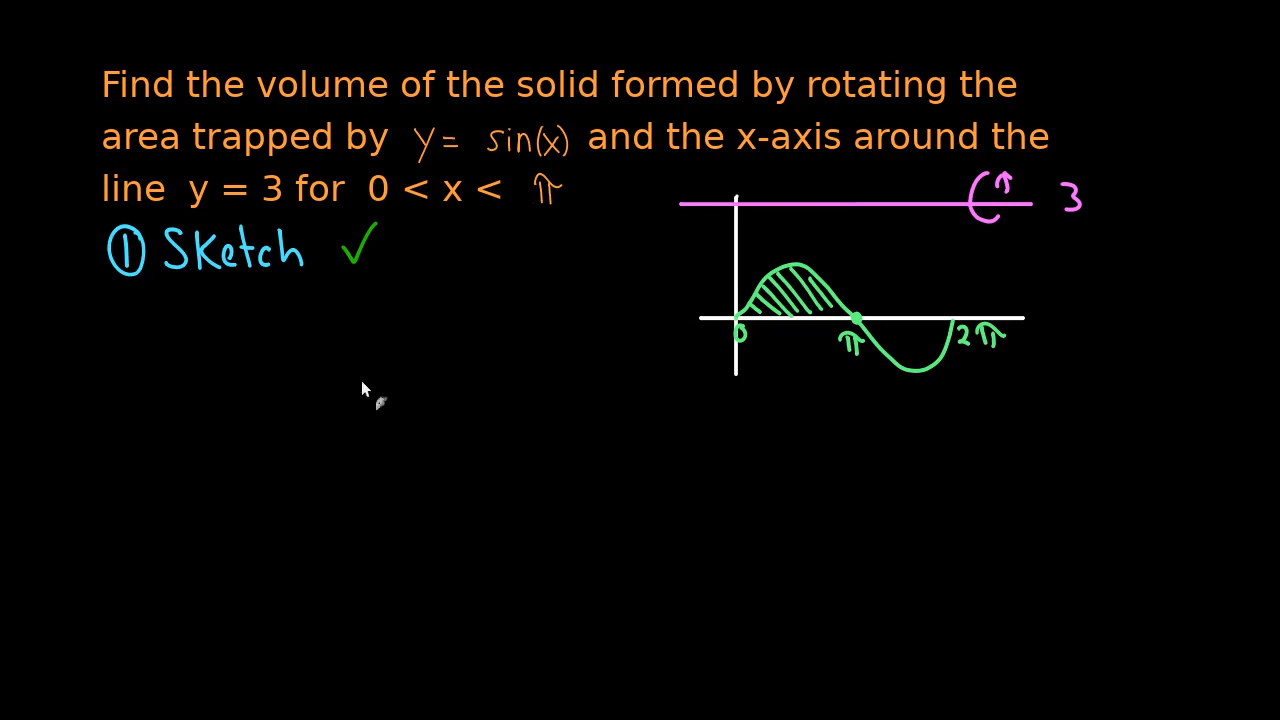 Find the volume of the solid formed by rotating the
area trapped by y = sin(x) and the x-axis around the
line y = 3 for 0 < x < π
① Sketch ✓
3
0
π
2π